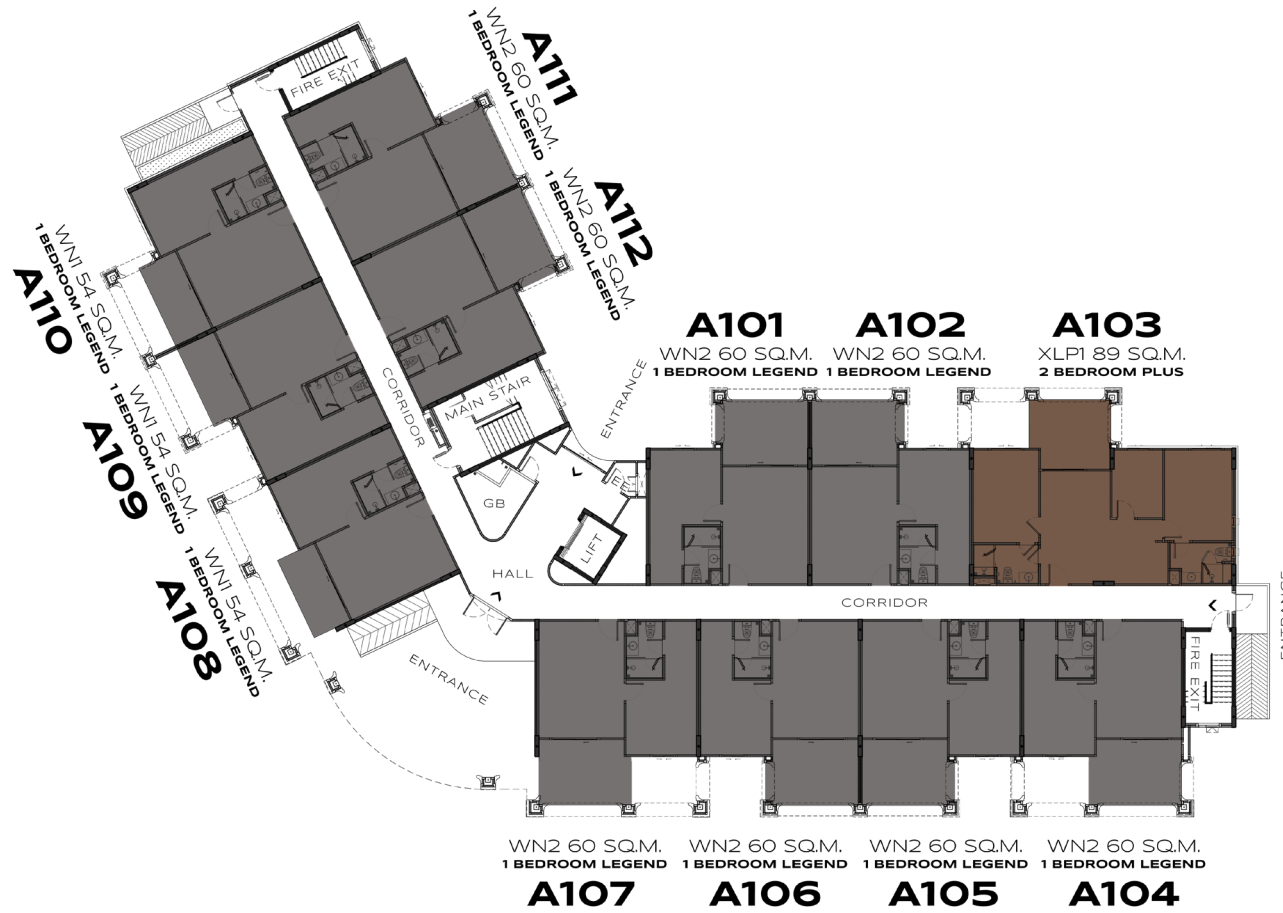 FIRE EXIT
A111
WN2 60 SQ.M.
1 BEDROOM LEGEND
A112
WN2 60 SQ.M.
1 BEDROOM LEGEND
A110
WN1 54 SQ.M.
1 BEDROOM LEGEND
A109
WN1 54 SQ.M.
1 BEDROOM LEGEND
A108
WN1 54 SQ.M.
1 BEDROOM LEGEND
CORRIDOR
MAIN STAIR
ENTRANCE
GB
LIFT
HALL
ENTRANCE
A101
WN2 60 SQ.M.
1 BEDROOM LEGEND
A102
WN2 60 SQ.M.
1 BEDROOM LEGEND
A103
XLP1 89 SQ.M.
2 BEDROOM PLUS
CORRIDOR
ENTRANCE
FIRE EXIT
WN2 60 SQ.M.
1 BEDROOM LEGEND
A107
WN2 60 SQ.M.
1 BEDROOM LEGEND
A106
WN2 60 SQ.M.
1 BEDROOM LEGEND
A105
WN2 60 SQ.M.
1 BEDROOM LEGEND
A104